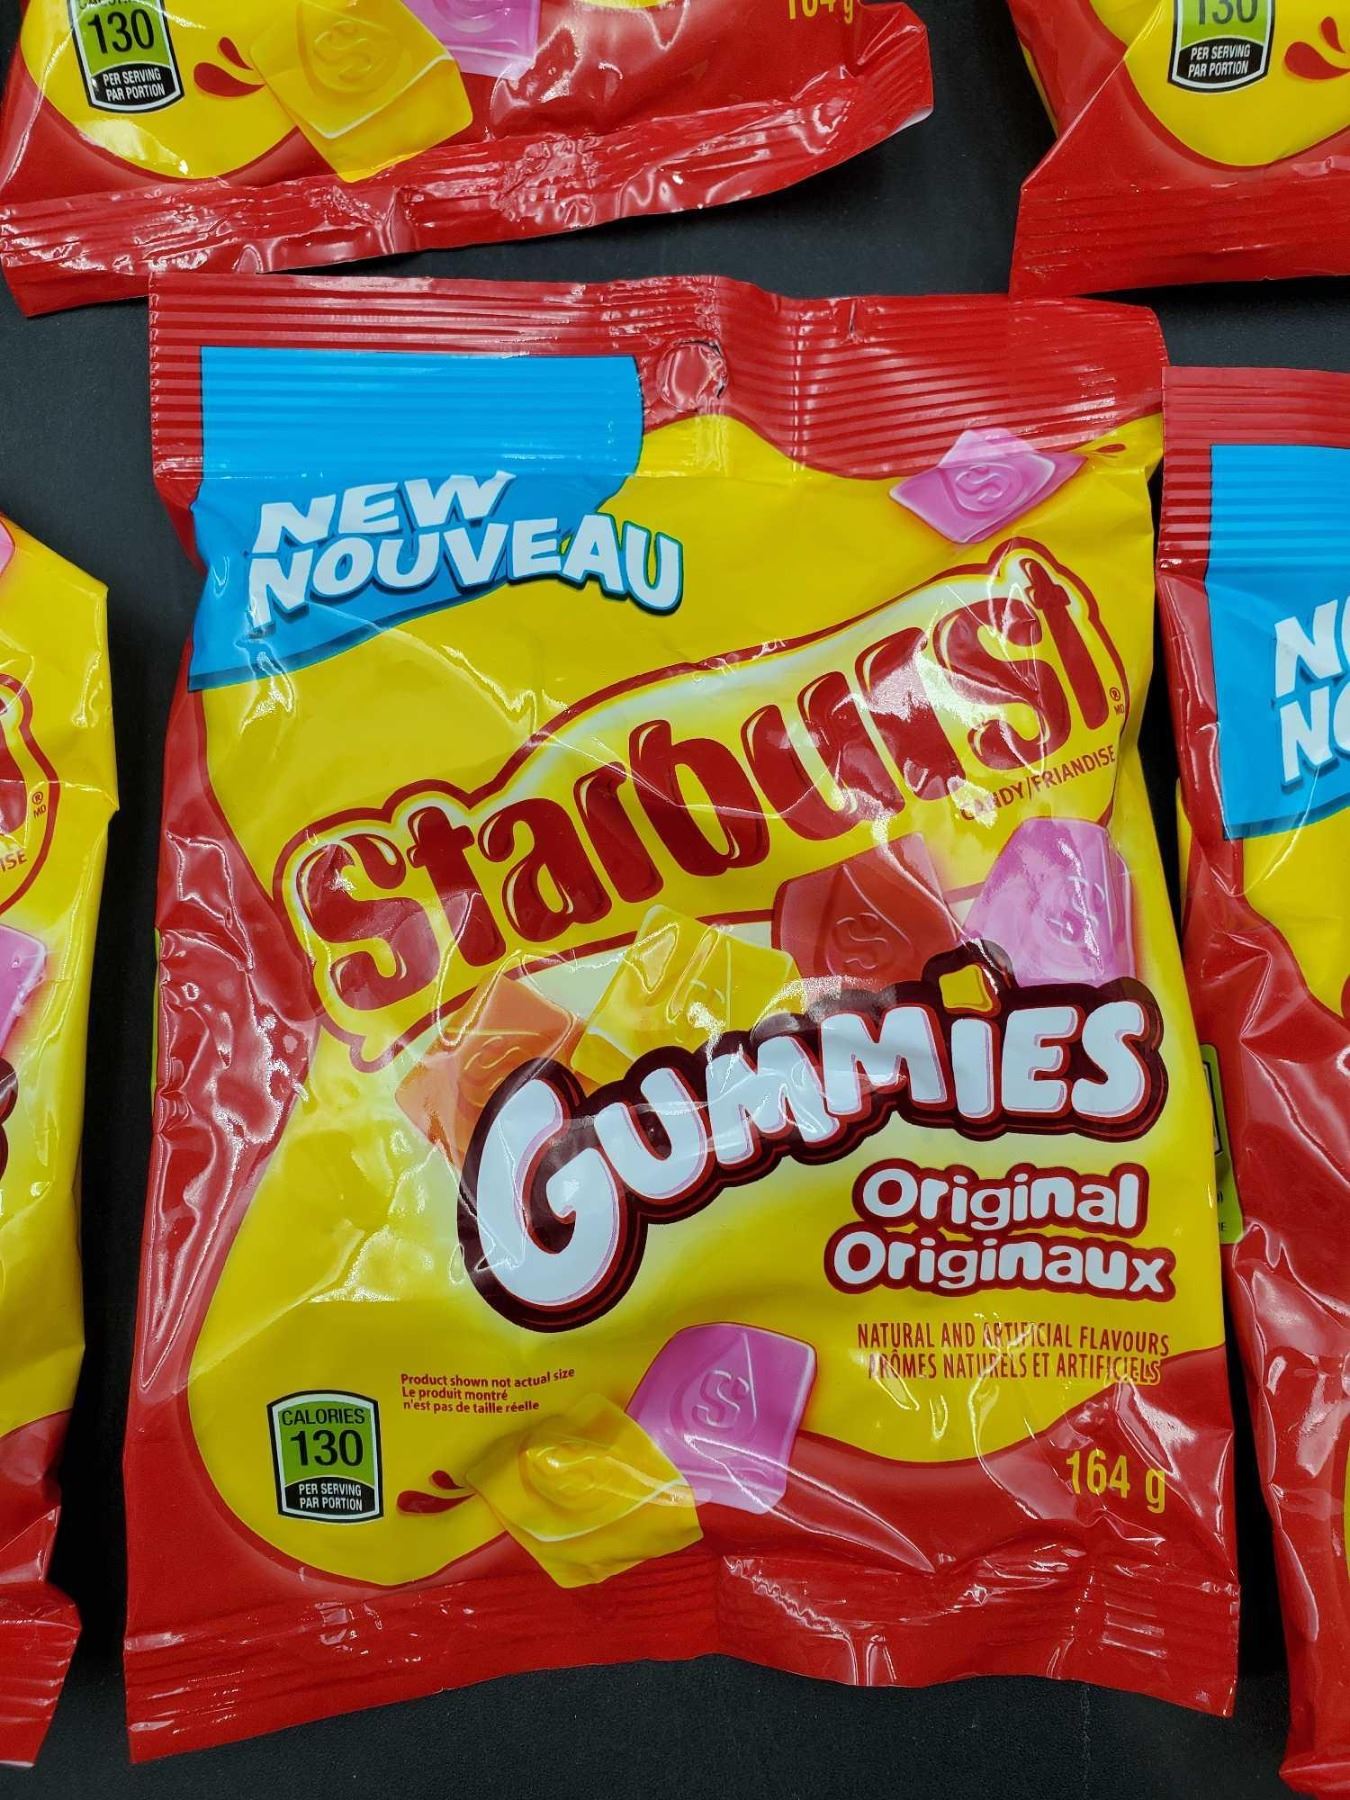 130
PER SERVING
PAR PORTION
164 g
130
PER SERVING
PAR PORTION
NEW
NOUVEAU
Starburst
® MD
CANDY/FRIANDISE
GUMMIES
Original
Originaux
NATURAL AND ARTIFICIAL FLAVOURS
ARÔMES NATURELS ET ARTIFICIELS
Product shown not actual size
Le produit montré
n'est pas de taille réelle
CALORIES
130
PER SERVING
PAR PORTION
164 g
® MD